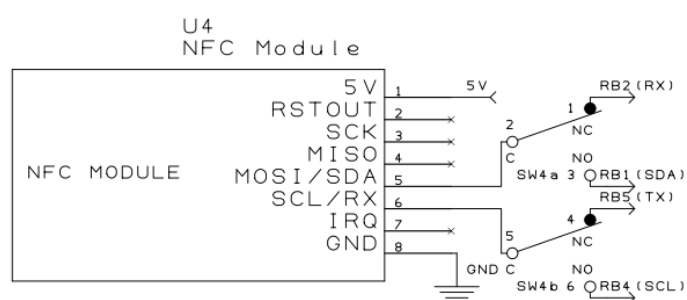 U4
NFC Module
NFC MODULE
5V 1 5V
RSTOUT 2
SCK 3
MISO 4
MOSI/SDA 5
SCL/RX 6
IRQ 7
GND 8
RB2(RX)
1
2
NC
C
NO
SW4a 3 RB1(SDA)
RB5(TX)
4
5
NC
GND C
NO
SW4b 6 RB4(SCL)